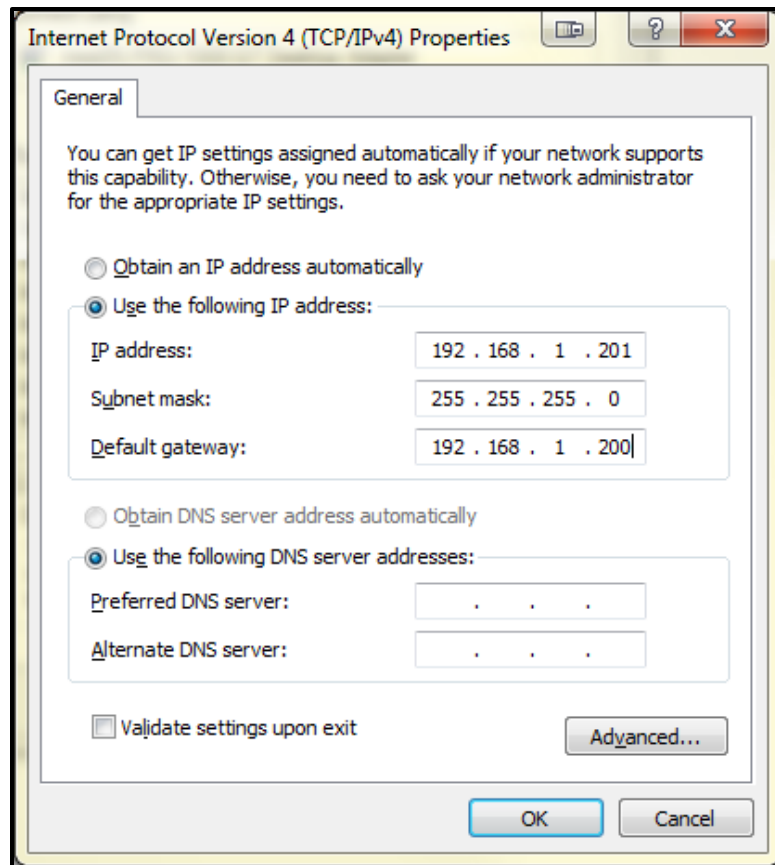 Internet Protocol Version 4 (TCP/IPv4) Properties
General
You can get IP settings assigned automatically if your network supports
this capability. Otherwise, you need to ask your network administrator
for the appropriate IP settings.
Obtain an IP address automatically
Use the following IP address:
IP address: 192 . 168 . 1 . 201
Subnet mask: 255 . 255 . 255 . 0
Default gateway: 192 . 168 . 1 . 200
Obtain DNS server address automatically
Use the following DNS server addresses:
Preferred DNS server: . . .
Alternate DNS server: . . .
Validate settings upon exit
Advanced...
OK Cancel